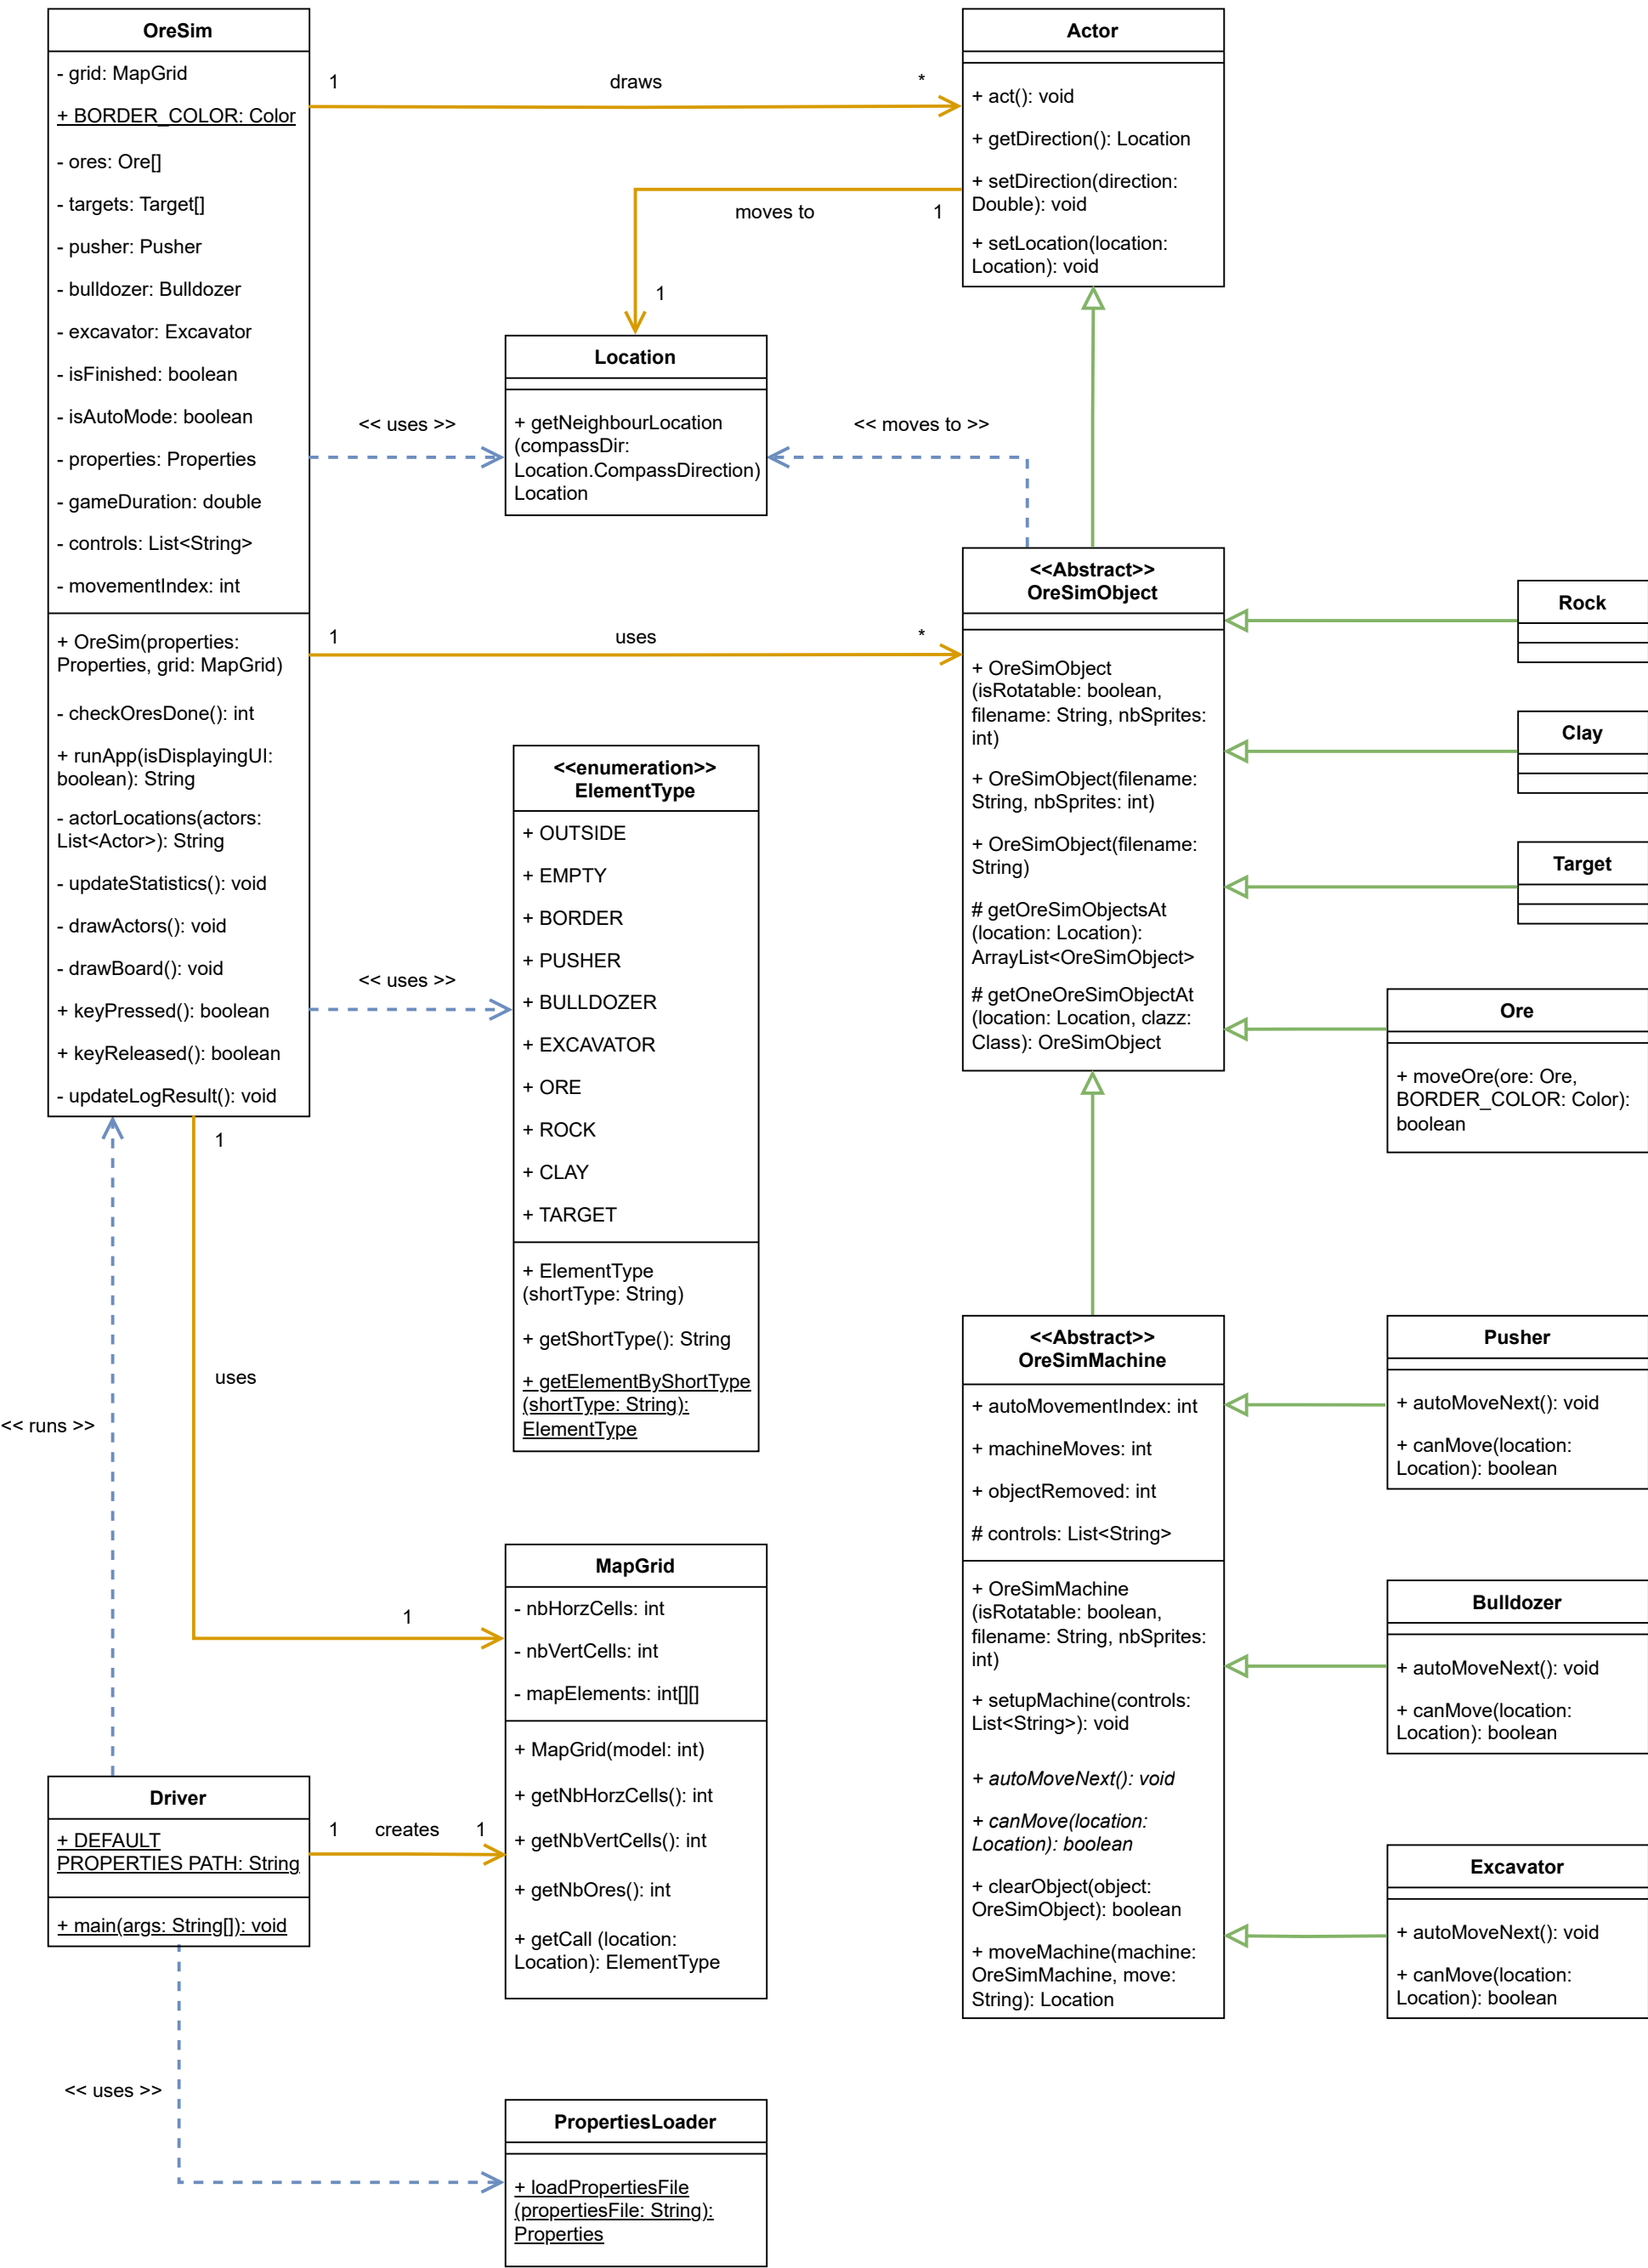 OreSim
- grid: MapGrid
+ BORDER_COLOR: Color
- ores: Ore[]
- targets: Target[]
- pusher: Pusher
- bulldozer: Bulldozer
- excavator: Excavator
- isFinished: boolean
- isAutoMode: boolean
- properties: Properties
- gameDuration: double
- controls: List<String>
- movementIndex: int
+ OreSim(properties:
Properties, grid: MapGrid)
- checkOresDone(): int
+ runApp(isDisplayingUI:
boolean): String
- actorLocations(actors:
List<Actor>): String
- updateStatistics(): void
- drawActors(): void
- drawBoard(): void
+ keyPressed(): boolean
+ keyReleased(): boolean
- updateLogResult(): void
1
draws
*
Actor
+ act(): void
+ getDirection(): Location
+ setDirection(direction:
Double): void
+ setLocation(location:
Location): void
moves to
1
1
Location
+ getNeighbourLocation
(compassDir:
Location.CompassDirection)
Location
<< uses >>
<< moves to >>
1
uses
*
<<Abstract>>
OreSimObject
+ OreSimObject
(isRotatable: boolean,
filename: String, nbSprites:
int)
+ OreSimObject(filename:
String, nbSprites: int)
+ OreSimObject(filename:
String)
# getOreSimObjectsAt
(location: Location):
ArrayList<OreSimObject>
# getOneOreSimObjectAt
(location: Location, clazz:
Class): OreSimObject
Rock
Clay
Target
Ore
+ moveOre(ore: Ore,
BORDER_COLOR: Color):
boolean
<< uses >>
<<enumeration>>
ElementType
+ OUTSIDE
+ EMPTY
+ BORDER
+ PUSHER
+ BULLDOZER
+ EXCAVATOR
+ ORE
+ ROCK
+ CLAY
+ TARGET
+ ElementType
(shortType: String)
+ getShortType(): String
+ getElementByShortType
(shortType: String):
ElementType
1
uses
1
<< runs >>
<<Abstract>>
OreSimMachine
+ autoMovementIndex: int
+ machineMoves: int
+ objectRemoved: int
# controls: List<String>
+ OreSimMachine
(isRotatable: boolean,
filename: String, nbSprites:
int)
+ setupMachine(controls:
List<String>): void
+ autoMoveNext(): void
+ canMove(location:
Location): boolean
+ clearObject(object:
OreSimObject): boolean
+ moveMachine(machine:
OreSimMachine, move:
String): Location
Pusher
+ autoMoveNext(): void
+ canMove(location:
Location): boolean
Bulldozer
+ autoMoveNext(): void
+ canMove(location:
Location): boolean
Excavator
+ autoMoveNext(): void
+ canMove(location:
Location): boolean
MapGrid
- nbHorzCells: int
- nbVertCells: int
- mapElements: int[][]
+ MapGrid(model: int)
+ getNbHorzCells(): int
+ getNbVertCells(): int
+ getNbOres(): int
+ getCall (location:
Location): ElementType
Driver
+ DEFAULT
PROPERTIES PATH: String
+ main(args: String[]): void
1
creates
1
<< uses >>
PropertiesLoader
+ loadPropertiesFile
(propertiesFile: String):
Properties